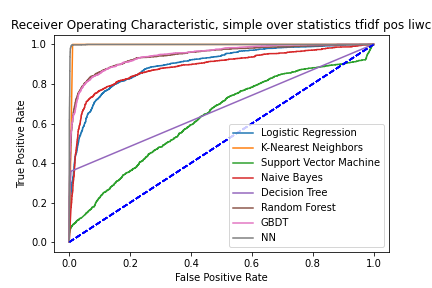 Receiver Operating Characteristic, simple over statistics tfidf pos liwc
True Positive Rate
1.0
0.8
0.6
0.4
0.2
0.0
Logistic Regression
K-Nearest Neighbors
Support Vector Machine
Naive Bayes
Decision Tree
Random Forest
GBDT
NN
0.0 0.2 0.4 0.6 0.8 1.0
False Positive Rate